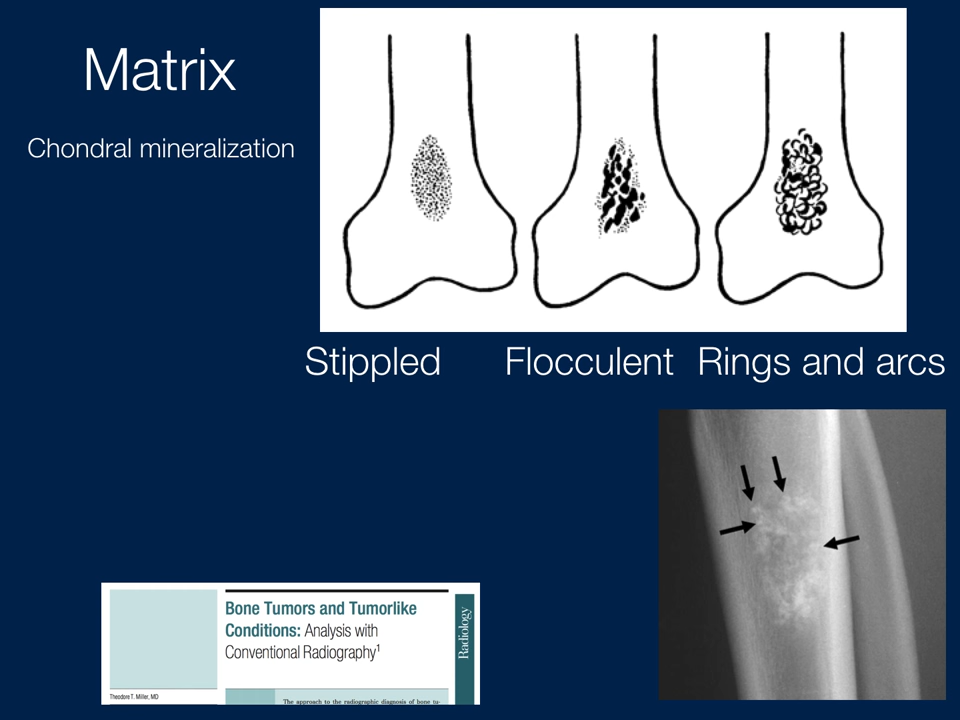 Matrix
Chondral mineralization
Stippled
Flocculent
Rings and arcs
Bone Tumors and Tumorlike
Conditions: Analysis with
Conventional Radiography¹
Radiology
Theodore T. Miller, MD
The approach to the radiographic diagnosis of bone tu-